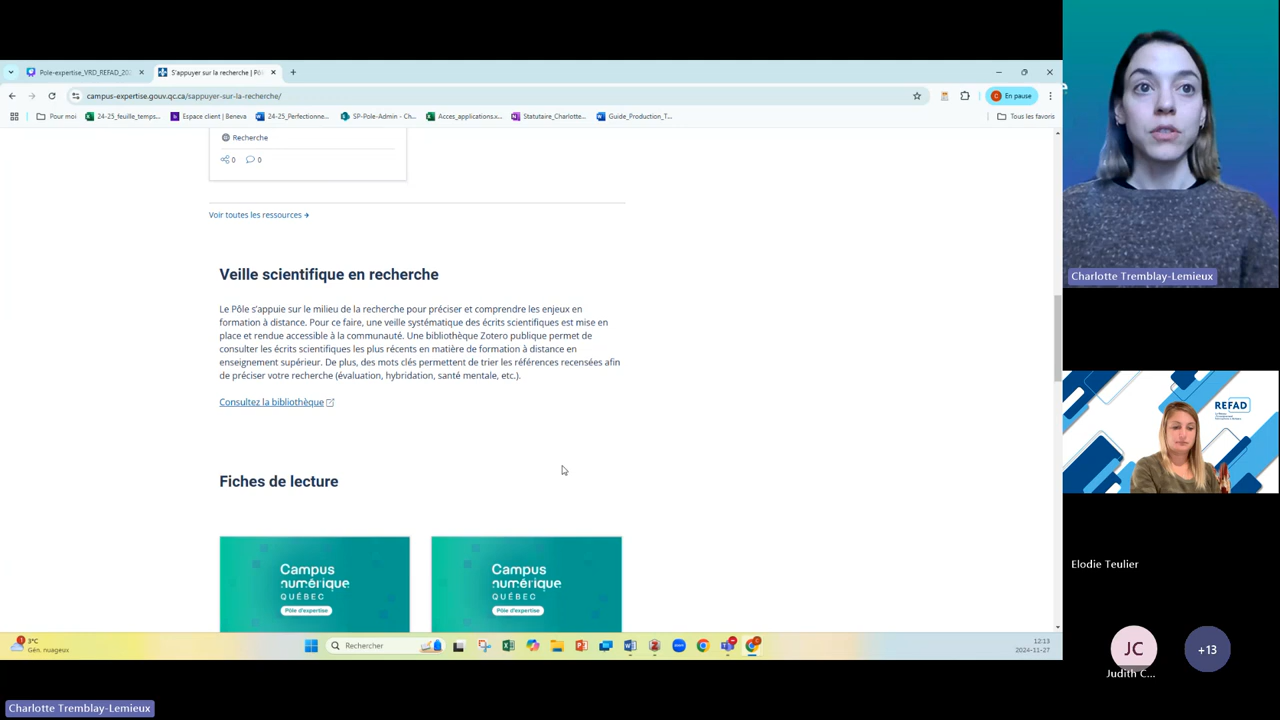 Pole-expertise_VRD_REFAD_202
S'appuyer sur la recherche | Pôl
campus-expertise.gouv.qc.ca/sappuyer-sur-la-recherche/
En pause
Pour moi
24-25_feuille_temps...
Espace client | Beneva
24-25_Perfectionne...
SP-Pole-Admin - Ch...
Acces_applications.x...
Statutaire_Charlotte...
Guide_Production_T...
Tous les favoris
Recherche
0 0
Voir toutes les ressources
Veille scientifique en recherche
Le Pôle s'appuie sur le milieu de la recherche pour préciser et comprendre les enjeux en
formation à distance. Pour ce faire, une veille systématique des écrits scientifiques est mise en
place et rendue accessible à la communauté. Une bibliothèque Zotero publique permet de
consulter les écrits scientifiques les plus récents en matière de formation à distance en
enseignement supérieur. De plus, des mots clés permettent de trier les références recensées afin
de préciser votre recherche (évaluation, hybridation, santé mentale, etc.).
Consultez la bibliothèque
Fiches de lecture
Campus
numérique
QUÉBEC
Pôle d'expertise
Campus
numérique
QUÉBEC
Pôle d'expertise
3°C
Gén. nuageux
Rechercher
12:13
2024-11-27
Charlotte Tremblay-Lemieux
REFAD
Elodie Teulier
JC
Judith C...
+13
Charlotte Tremblay-Lemieux